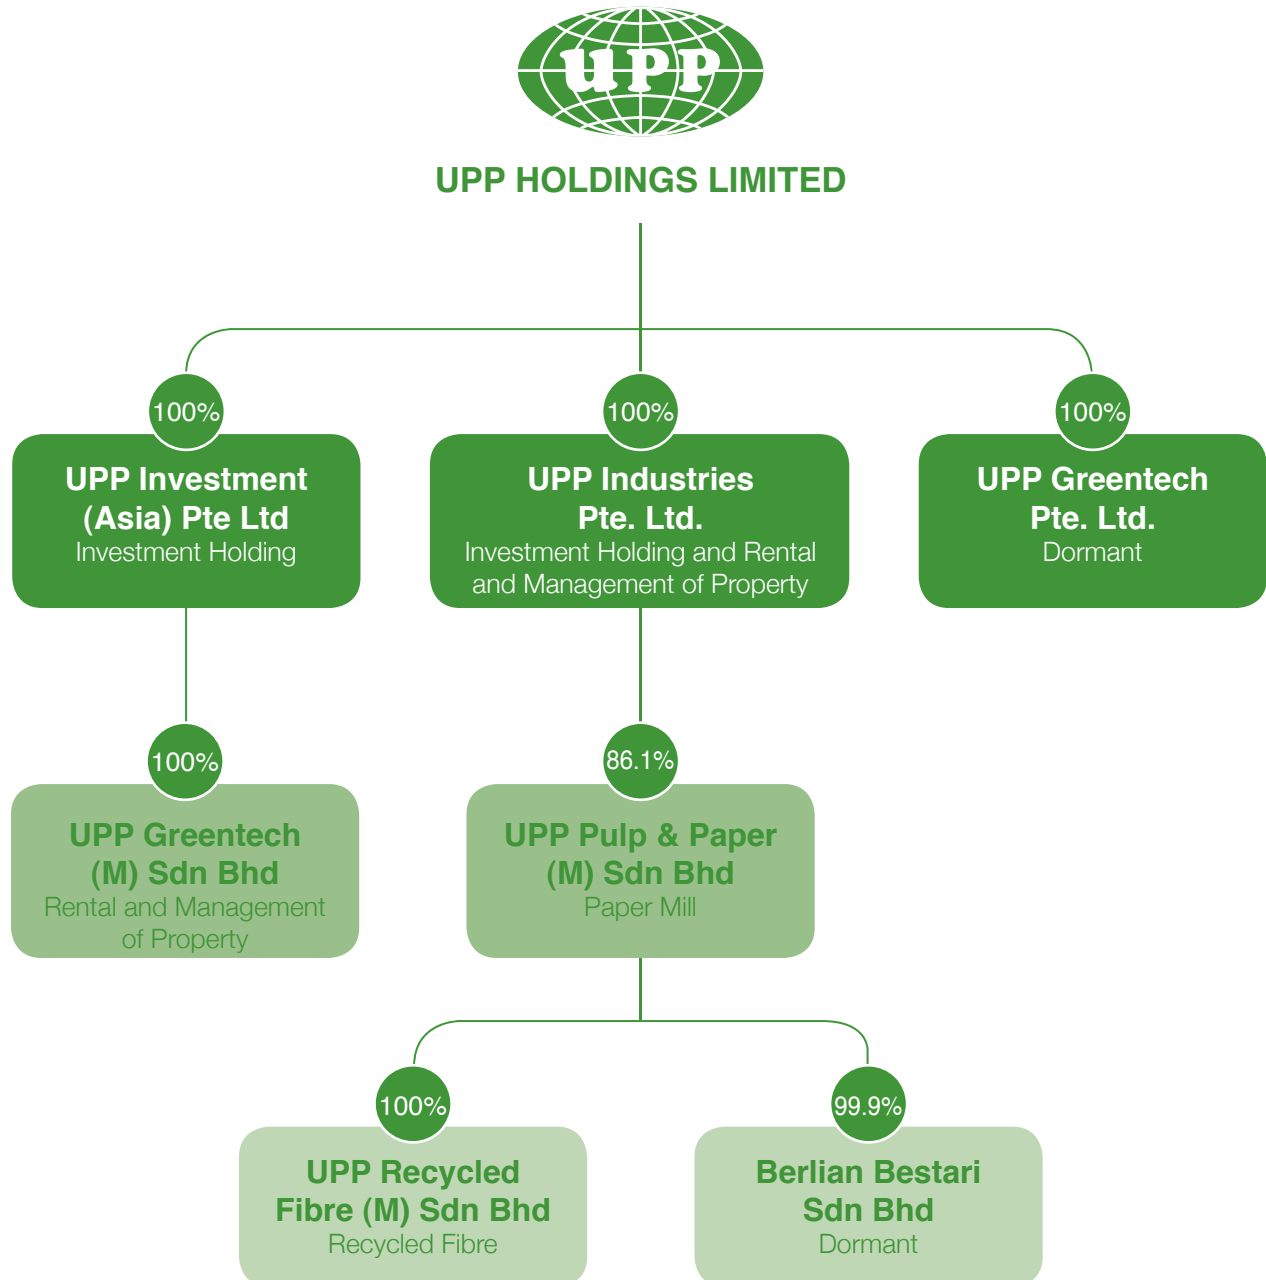 UPP
UPP HOLDINGS LIMITED
100%
100%
100%
UPP Investment
(Asia) Pte Ltd
Investment Holding
UPP Industries
Pte. Ltd.
Investment Holding and Rental
and Management of Property
UPP Greentech
Pte. Ltd.
Dormant
100%
86.1%
UPP Greentech
(M) Sdn Bhd
Rental and Management
of Property
UPP Pulp & Paper
(M) Sdn Bhd
Paper Mill
100%
99.9%
UPP Recycled
Fibre (M) Sdn Bhd
Recycled Fibre
Berlian Bestari
Sdn Bhd
Dormant